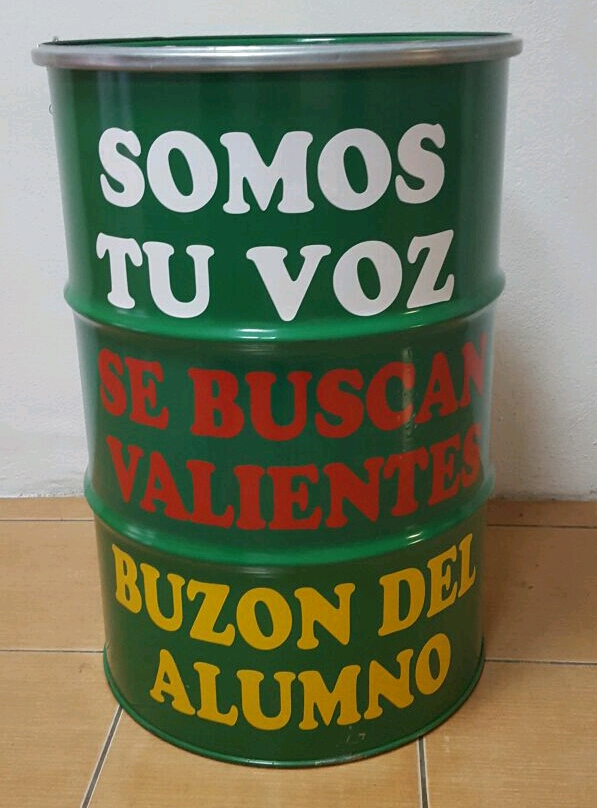 SOMOS
TU VOZ
SE BUSCAN
VALIENTES
BUZON DEL
ALUMNO